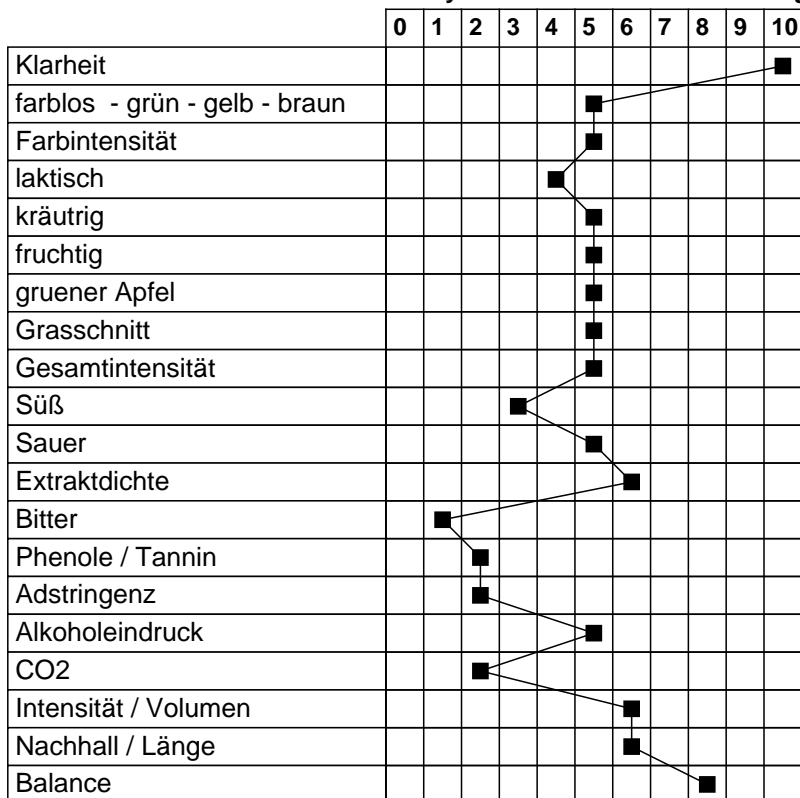 0 1 2 3 4 5 6 7 8 9 10
Klarheit
farblos - grün - gelb - braun
Farbintensität
laktisch
kräutrig
fruchtig
gruener Apfel
Grasschnitt
Gesamtintensität
Süß
Sauer
Extraktdichte
Bitter
Phenole / Tannin
Adstringenz
Alkoholeindruck
CO2
Intensität / Volumen
Nachhall / Länge
Balance